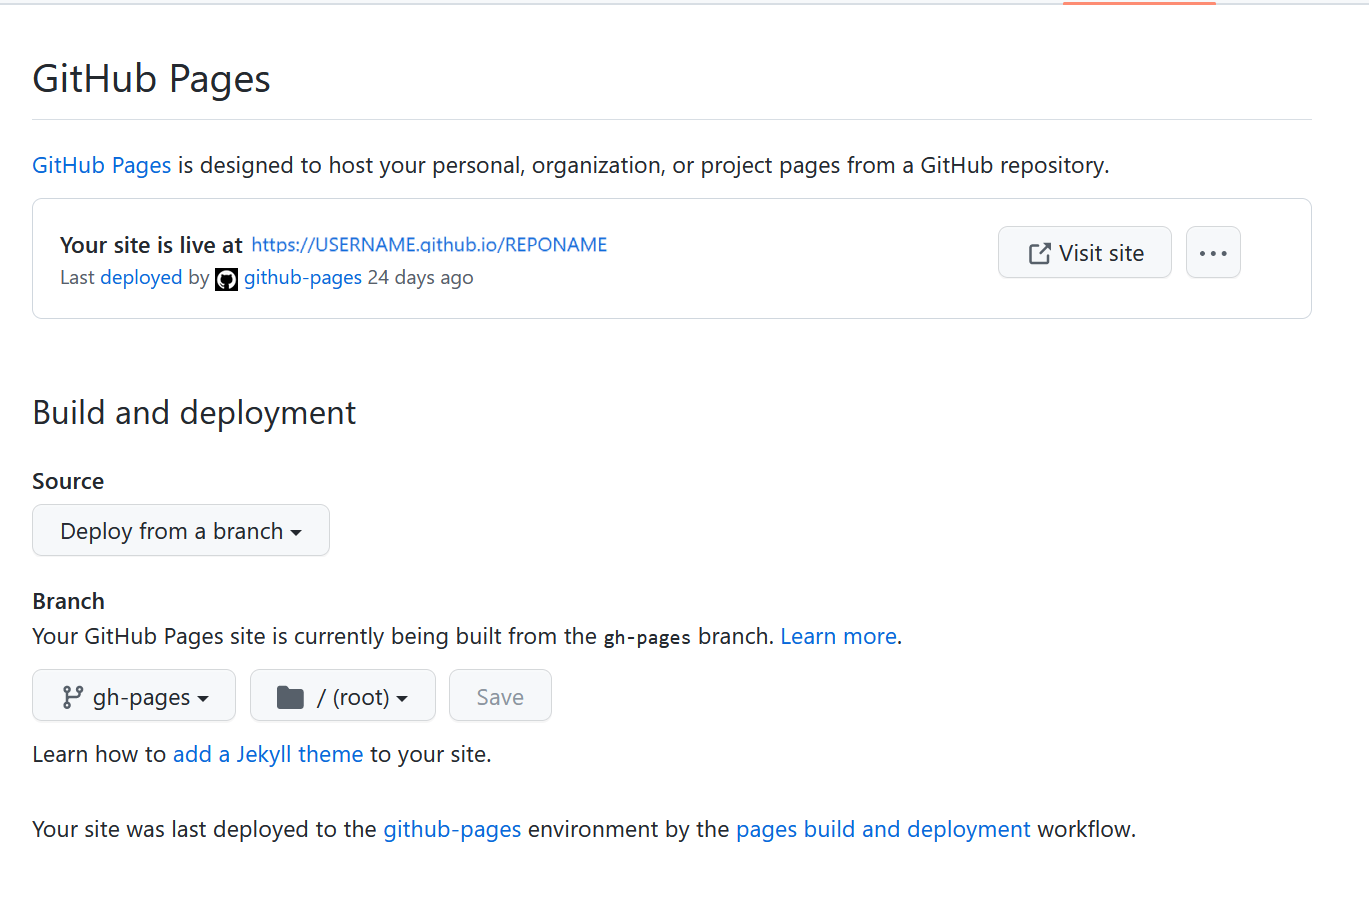 GitHub Pages
GitHub Pages is designed to host your personal, organization, or project pages from a GitHub repository.
Your site is live at https://USERNAME.github.io/REPONAME
Visit site
Last deployed by github-pages 24 days ago
Build and deployment
Source
Deploy from a branch
Branch
Your GitHub Pages site is currently being built from the gh-pages branch. Learn more.
gh-pages / (root) Save
Learn how to add a Jekyll theme to your site.
Your site was last deployed to the github-pages environment by the pages build and deployment workflow.